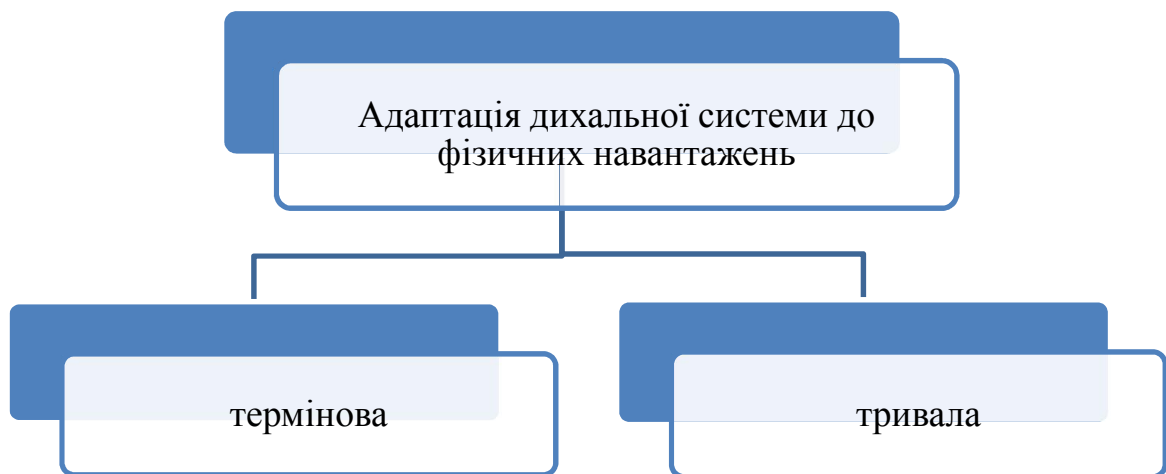 Адаптація дихальної системи до
фізичних навантажень
термінова
тривала